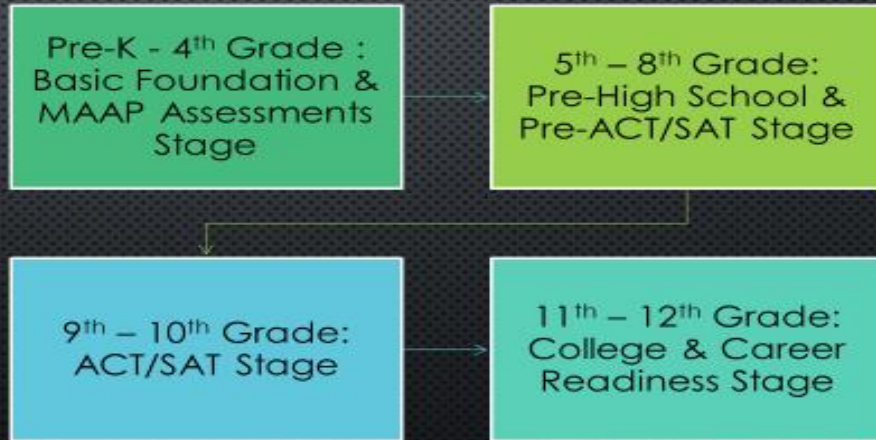 Pre-K - 4th Grade :
Basic Foundation &
MAAP Assessments
Stage
5th – 8th Grade:
Pre-High School &
Pre-ACT/SAT Stage
9th – 10th Grade:
ACT/SAT Stage
11th – 12th Grade:
College & Career
Readiness Stage